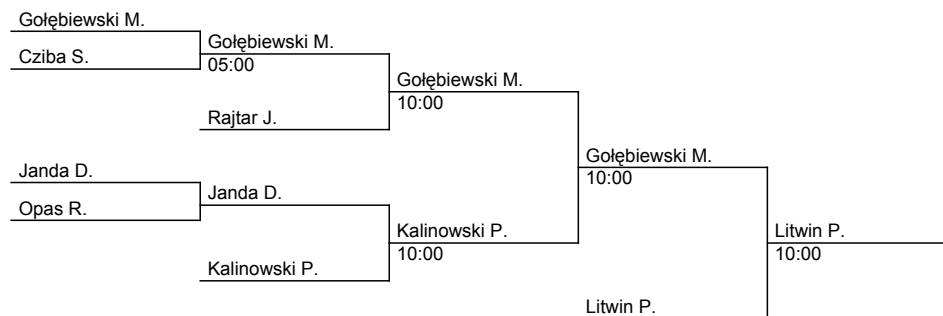 Gołębiewski M.
Cziba S.
Gołębiewski M.
05:00
Rajtar J.
Gołębiewski M.
10:00
Janda D.
Opas R.
Janda D.
Kalinowski P.
Kalinowski P.
10:00
Gołębiewski M.
10:00
Litwin P.
Litwin P.
10:00